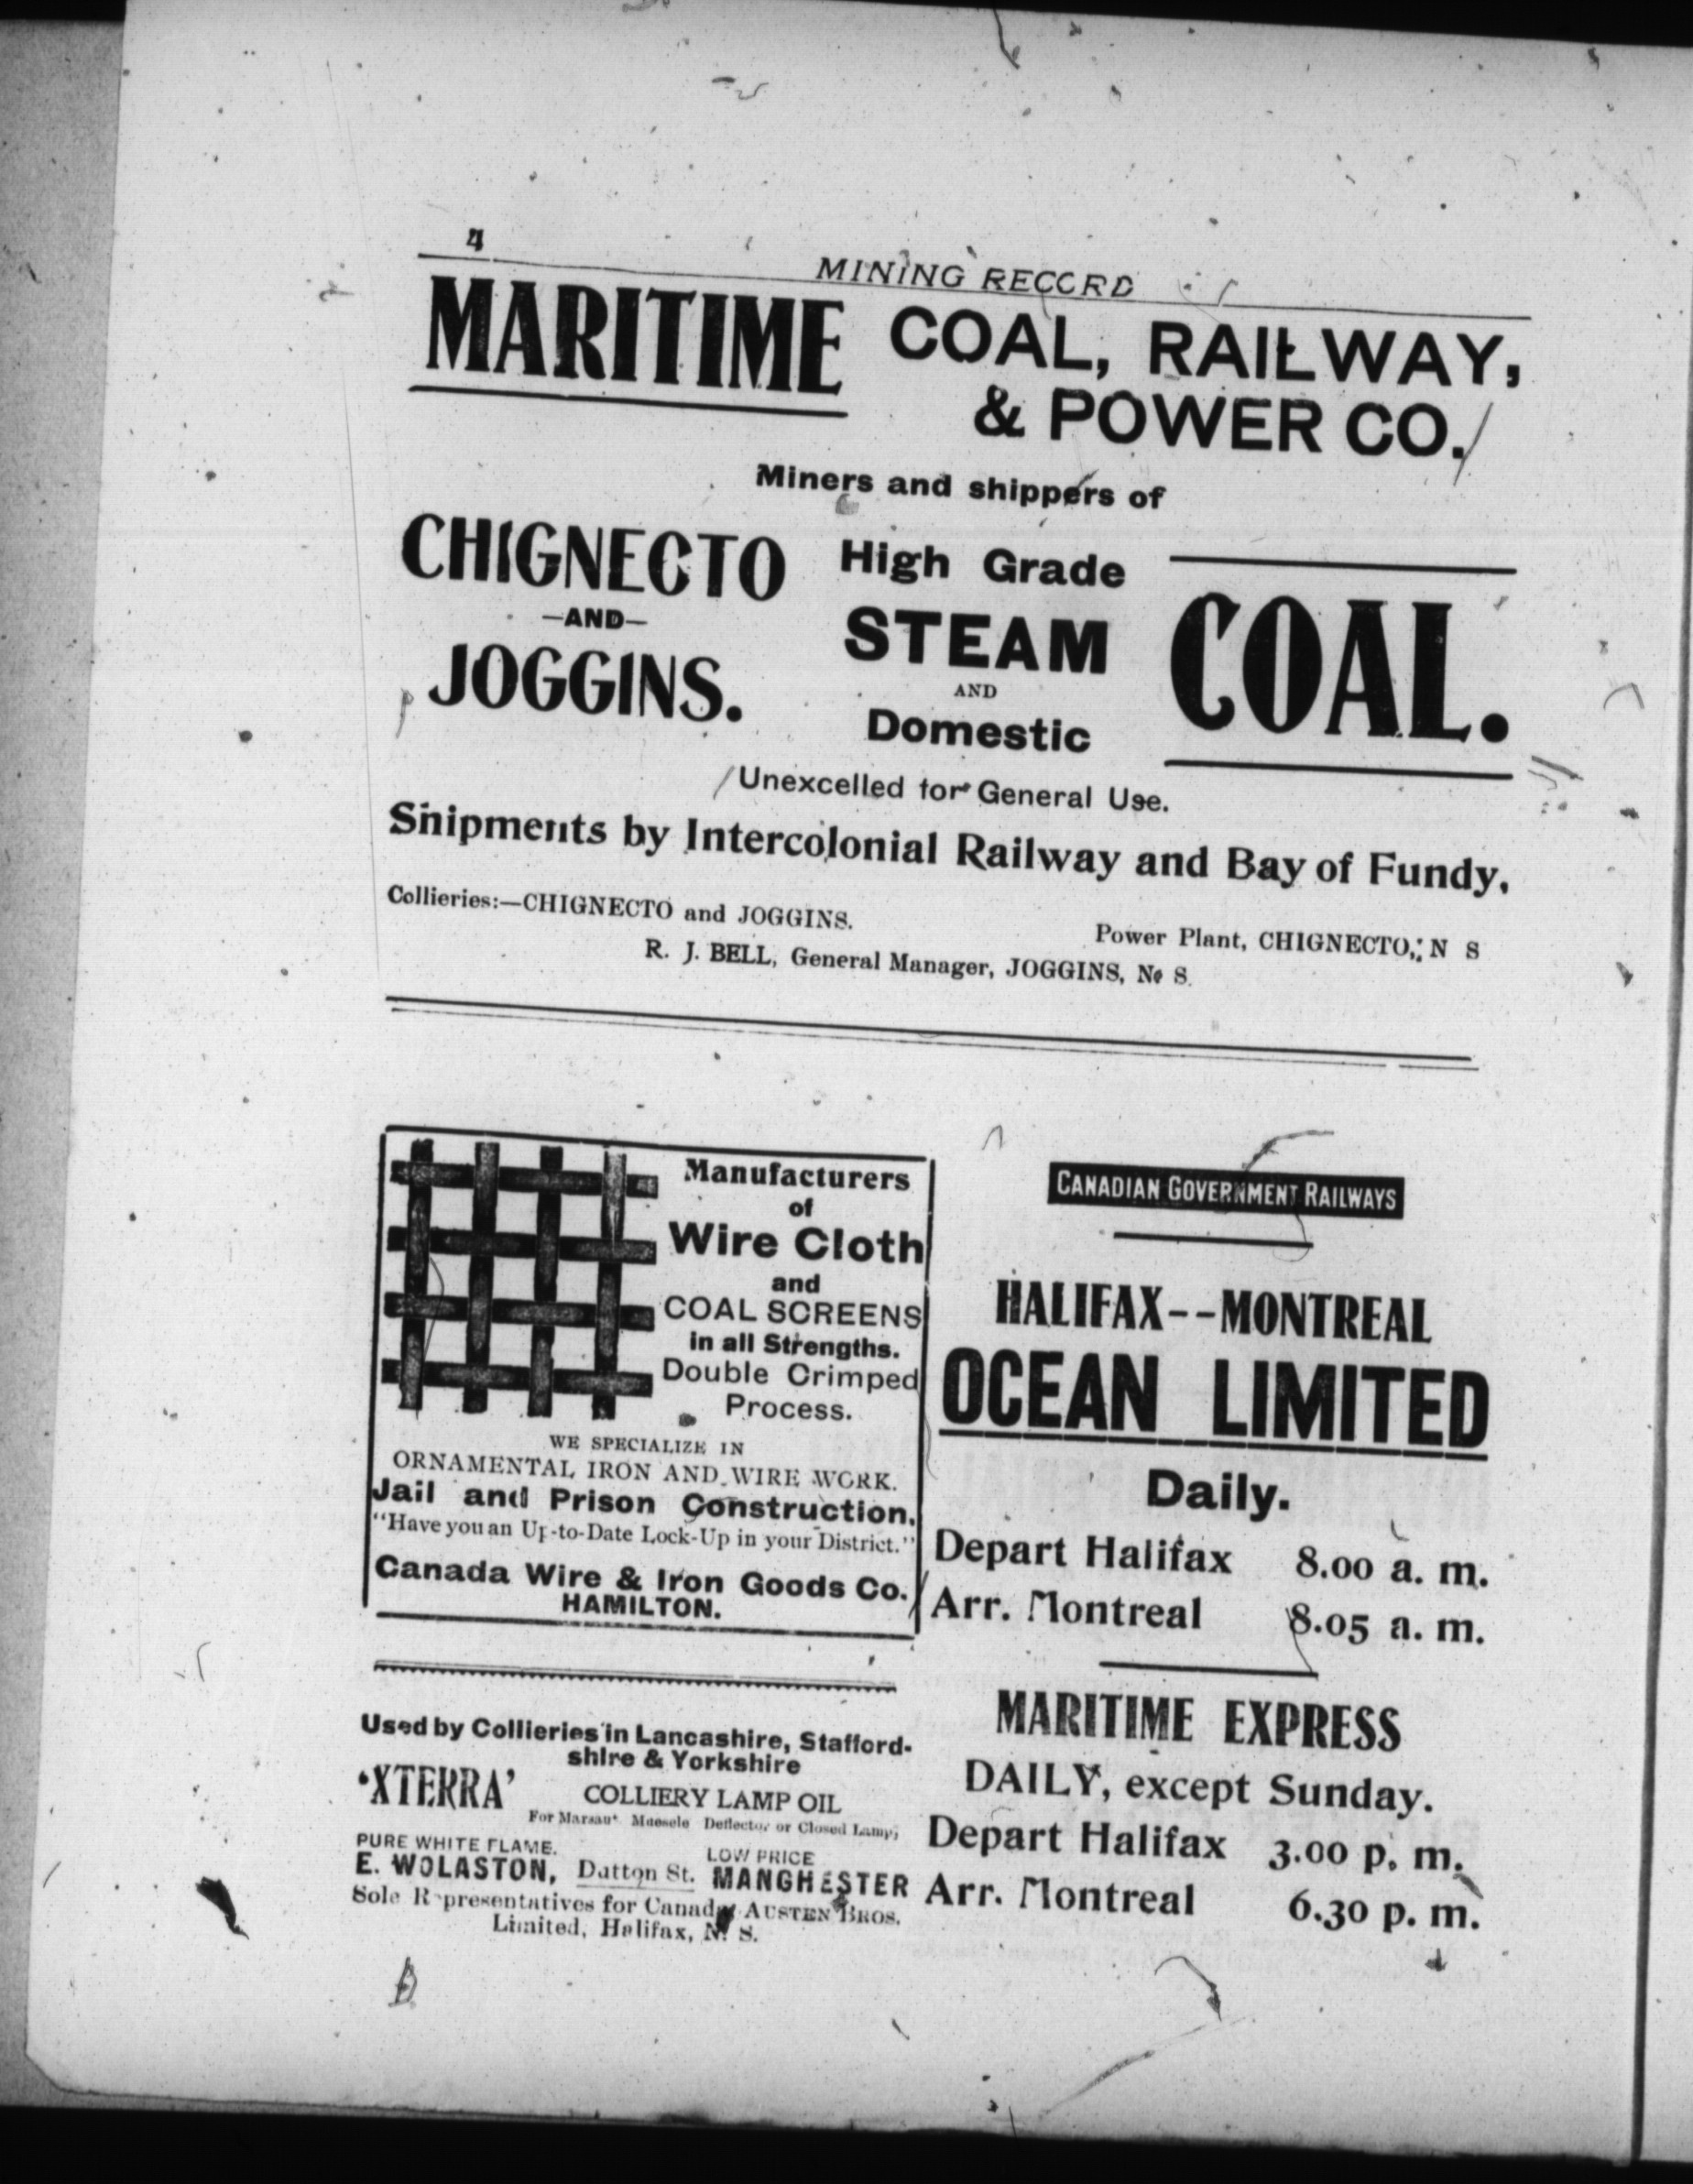 4
MINING RECORD
MARITIME COAL, RAILWAY,
& POWER CO.
Miners and shippers of
CHIGNECTO
—AND—
JOGGINS.
High Grade
STEAM
AND
Domestic
COAL.
Unexcelled for General Use.
Shipments by Intercolonial Railway and Bay of Fundy.
Collieries:—CHIGNECTO and JOGGINS.
Power Plant, CHIGNECTO, N S
R. J. BELL, General Manager, JOGGINS, N. S.
Manufacturers
of
Wire Cloth
and
COAL SCREENS
in all Strengths.
Double Crimped
Process.
WE SPECIALIZE IN
ORNAMENTAL IRON AND WIRE WORK.
Jail and Prison Construction.
"Have you an Up-to-Date Lock-Up in your District."
Canada Wire & Iron Goods Co.
HAMILTON.
Used by Collieries in Lancashire, Stafford-
shire & Yorkshire
'XTERRA' COLLIERY LAMP OIL
For Marsaut Muesele Deflector or Closed Lamp,
PURE WHITE FLAME. LOW PRICE
E. WOLASTON, Dutton St. MANCHESTER
Sole Representatives for Canada AUSTEN BROS.
Limited, Halifax, N. S.
CANADIAN GOVERNMENT RAILWAYS
HALIFAX--MONTREAL
OCEAN LIMITED
Daily.
Depart Halifax 8.00 a. m.
Arr. Montreal 8.05 a. m.
MARITIME EXPRESS
DAILY, except Sunday.
Depart Halifax 3.00 p. m.
Arr. Montreal 6.30 p. m.